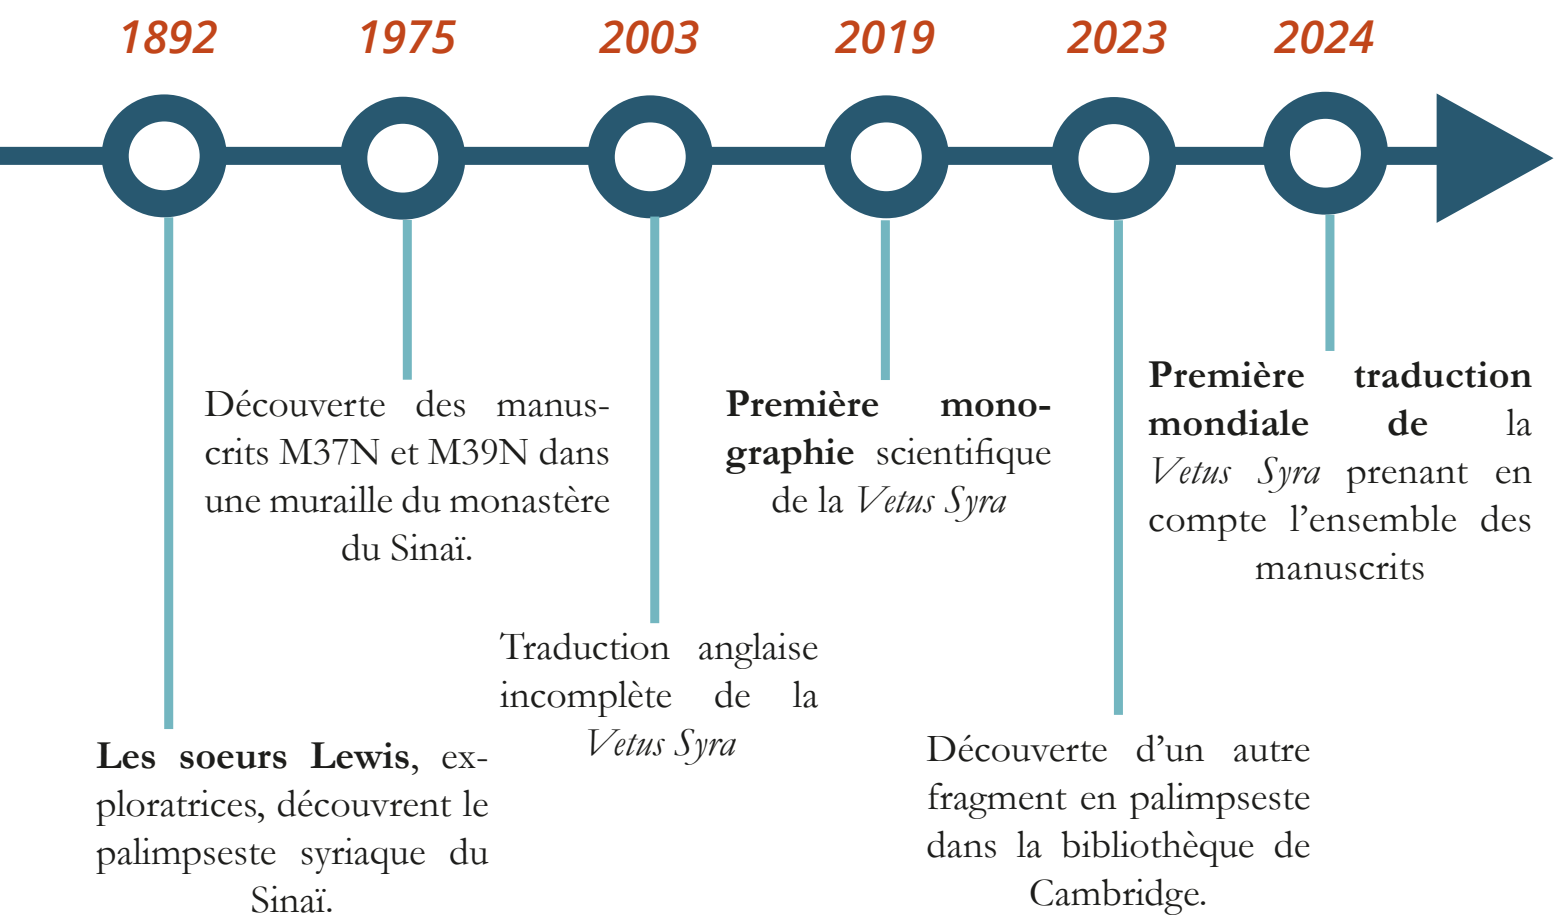 1892
1975
2003
2019
2023
2024
Les soeurs Lewis, ex-
ploratrices, découvrent le
palimpseste syriaque du
Sinaï.
Découverte des manus-
crits M37N et M39N dans
une muraille du monastère
du Sinaï.
Traduction anglaise
incomplète de la
Vetus Syra
Première mono-
graphie scientifique
de la Vetus Syra
Découverte d’un autre
fragment en palimpseste
dans la bibliothèque de
Cambridge.
Première traduction
mondiale de la
Vetus Syra prenant en
compte l’ensemble des
manuscrits